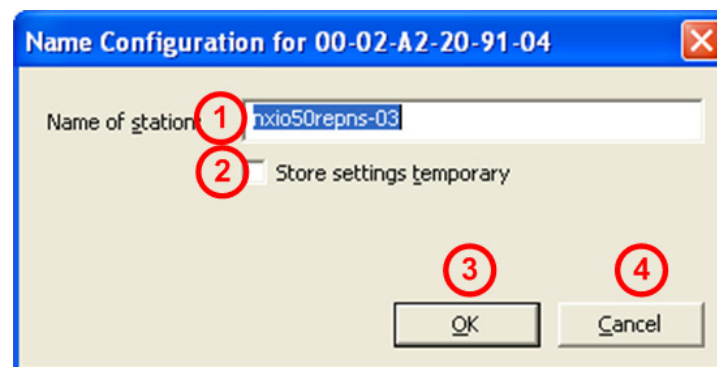 Name Configuration for 00-02-A2-20-91-04
Name of station: 1 nxio50repns-03
2 Store settings temporary
3 4
OK Cancel